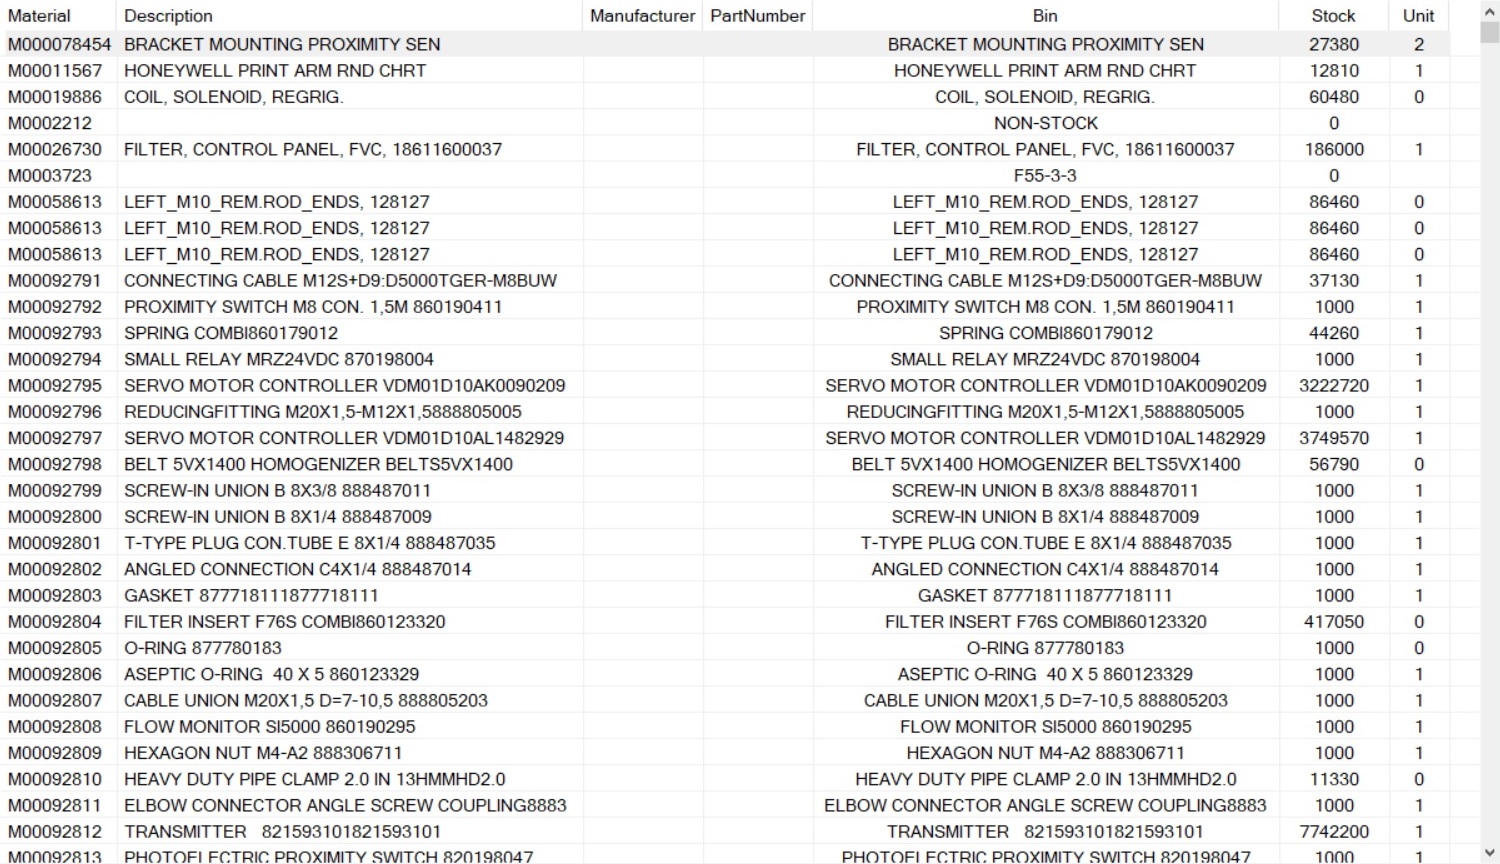 Material Description Manufacturer PartNumber Bin Stock Unit
M000078454 BRACKET MOUNTING PROXIMITY SEN BRACKET MOUNTING PROXIMITY SEN 27380 2
M00011567 HONEYWELL PRINT ARM RND CHRT HONEYWELL PRINT ARM RND CHRT 12810 1
M00019886 COIL, SOLENOID, REGRIG. COIL, SOLENOID, REGRIG. 60480 0
M0002212 NON-STOCK 0
M00026730 FILTER, CONTROL PANEL, FVC, 18611600037 FILTER, CONTROL PANEL, FVC, 18611600037 186000 1
M0003723 F55-3-3 0
M00058613 LEFT_M10_REM.ROD_ENDS, 128127 LEFT_M10_REM.ROD_ENDS, 128127 86460 0
M00058613 LEFT_M10_REM.ROD_ENDS, 128127 LEFT_M10_REM.ROD_ENDS, 128127 86460 0
M00058613 LEFT_M10_REM.ROD_ENDS, 128127 LEFT_M10_REM.ROD_ENDS, 128127 86460 0
M00092791 CONNECTING CABLE M12S+D9:D5000TGER-M8BUW CONNECTING CABLE M12S+D9:D5000TGER-M8BUW 37130 1
M00092792 PROXIMITY SWITCH M8 CON. 1,5M 860190411 PROXIMITY SWITCH M8 CON. 1,5M 860190411 1000 1
M00092793 SPRING COMBI860179012 SPRING COMBI860179012 44260 1
M00092794 SMALL RELAY MRZ24VDC 870198004 SMALL RELAY MRZ24VDC 870198004 1000 1
M00092795 SERVO MOTOR CONTROLLER VDM01D10AK0090209 SERVO MOTOR CONTROLLER VDM01D10AK0090209 3222720 1
M00092796 REDUCINGFITTING M20X1,5-M12X1,5888805005 REDUCINGFITTING M20X1,5-M12X1,5888805005 1000 1
M00092797 SERVO MOTOR CONTROLLER VDM01D10AL1482929 SERVO MOTOR CONTROLLER VDM01D10AL1482929 3749570 1
M00092798 BELT 5VX1400 HOMOGENIZER BELTS5VX1400 BELT 5VX1400 HOMOGENIZER BELTS5VX1400 56790 0
M00092799 SCREW-IN UNION B 8X3/8 888487011 SCREW-IN UNION B 8X3/8 888487011 1000 1
M00092800 SCREW-IN UNION B 8X1/4 888487009 SCREW-IN UNION B 8X1/4 888487009 1000 1
M00092801 T-TYPE PLUG CON.TUBE E 8X1/4 888487035 T-TYPE PLUG CON.TUBE E 8X1/4 888487035 1000 1
M00092802 ANGLED CONNECTION C4X1/4 888487014 ANGLED CONNECTION C4X1/4 888487014 1000 1
M00092803 GASKET 877718111877718111 GASKET 877718111877718111 1000 1
M00092804 FILTER INSERT F76S COMBI860123320 FILTER INSERT F76S COMBI860123320 417050 0
M00092805 O-RING 877780183 O-RING 877780183 1000 0
M00092806 ASEPTIC O-RING 40 X 5 860123329 ASEPTIC O-RING 40 X 5 860123329 1000 1
M00092807 CABLE UNION M20X1,5 D=7-10,5 888805203 CABLE UNION M20X1,5 D=7-10,5 888805203 1000 1
M00092808 FLOW MONITOR SI5000 860190295 FLOW MONITOR SI5000 860190295 1000 1
M00092809 HEXAGON NUT M4-A2 888306711 HEXAGON NUT M4-A2 888306711 1000 1
M00092810 HEAVY DUTY PIPE CLAMP 2.0 IN 13HMMHD2.0 HEAVY DUTY PIPE CLAMP 2.0 IN 13HMMHD2.0 11330 0
M00092811 ELBOW CONNECTOR ANGLE SCREW COUPLING8883 ELBOW CONNECTOR ANGLE SCREW COUPLING8883 1000 1
M00092812 TRANSMITTER 821593101821593101 TRANSMITTER 821593101821593101 7742200 1
M00092813 PHOTOELECTRIC PROXIMITY SWITCH 820198047 PHOTOELECTRIC PROXIMITY SWITCH 820198047 1000 1